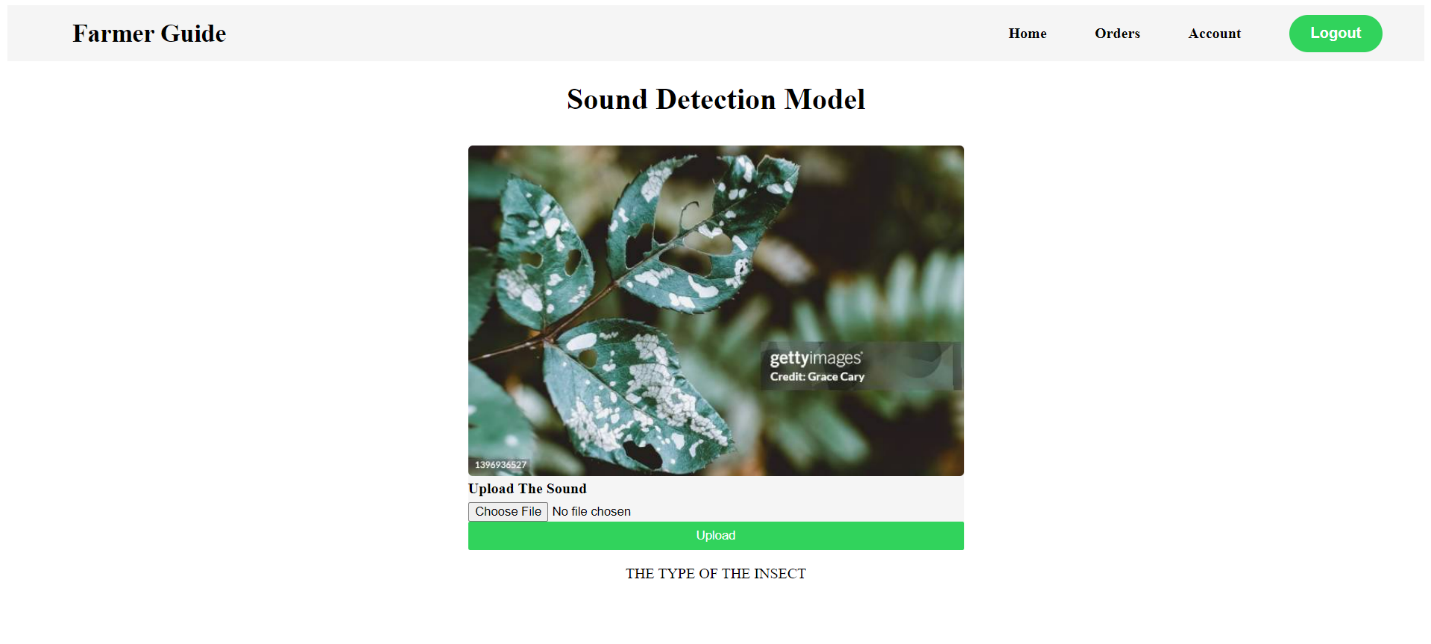 Farmer Guide
Home
Orders
Account
Logout
Sound Detection Model
gettyimages®
Credit: Grace Cary
1396936527
Upload The Sound
Choose File No file chosen
Upload
THE TYPE OF THE INSECT